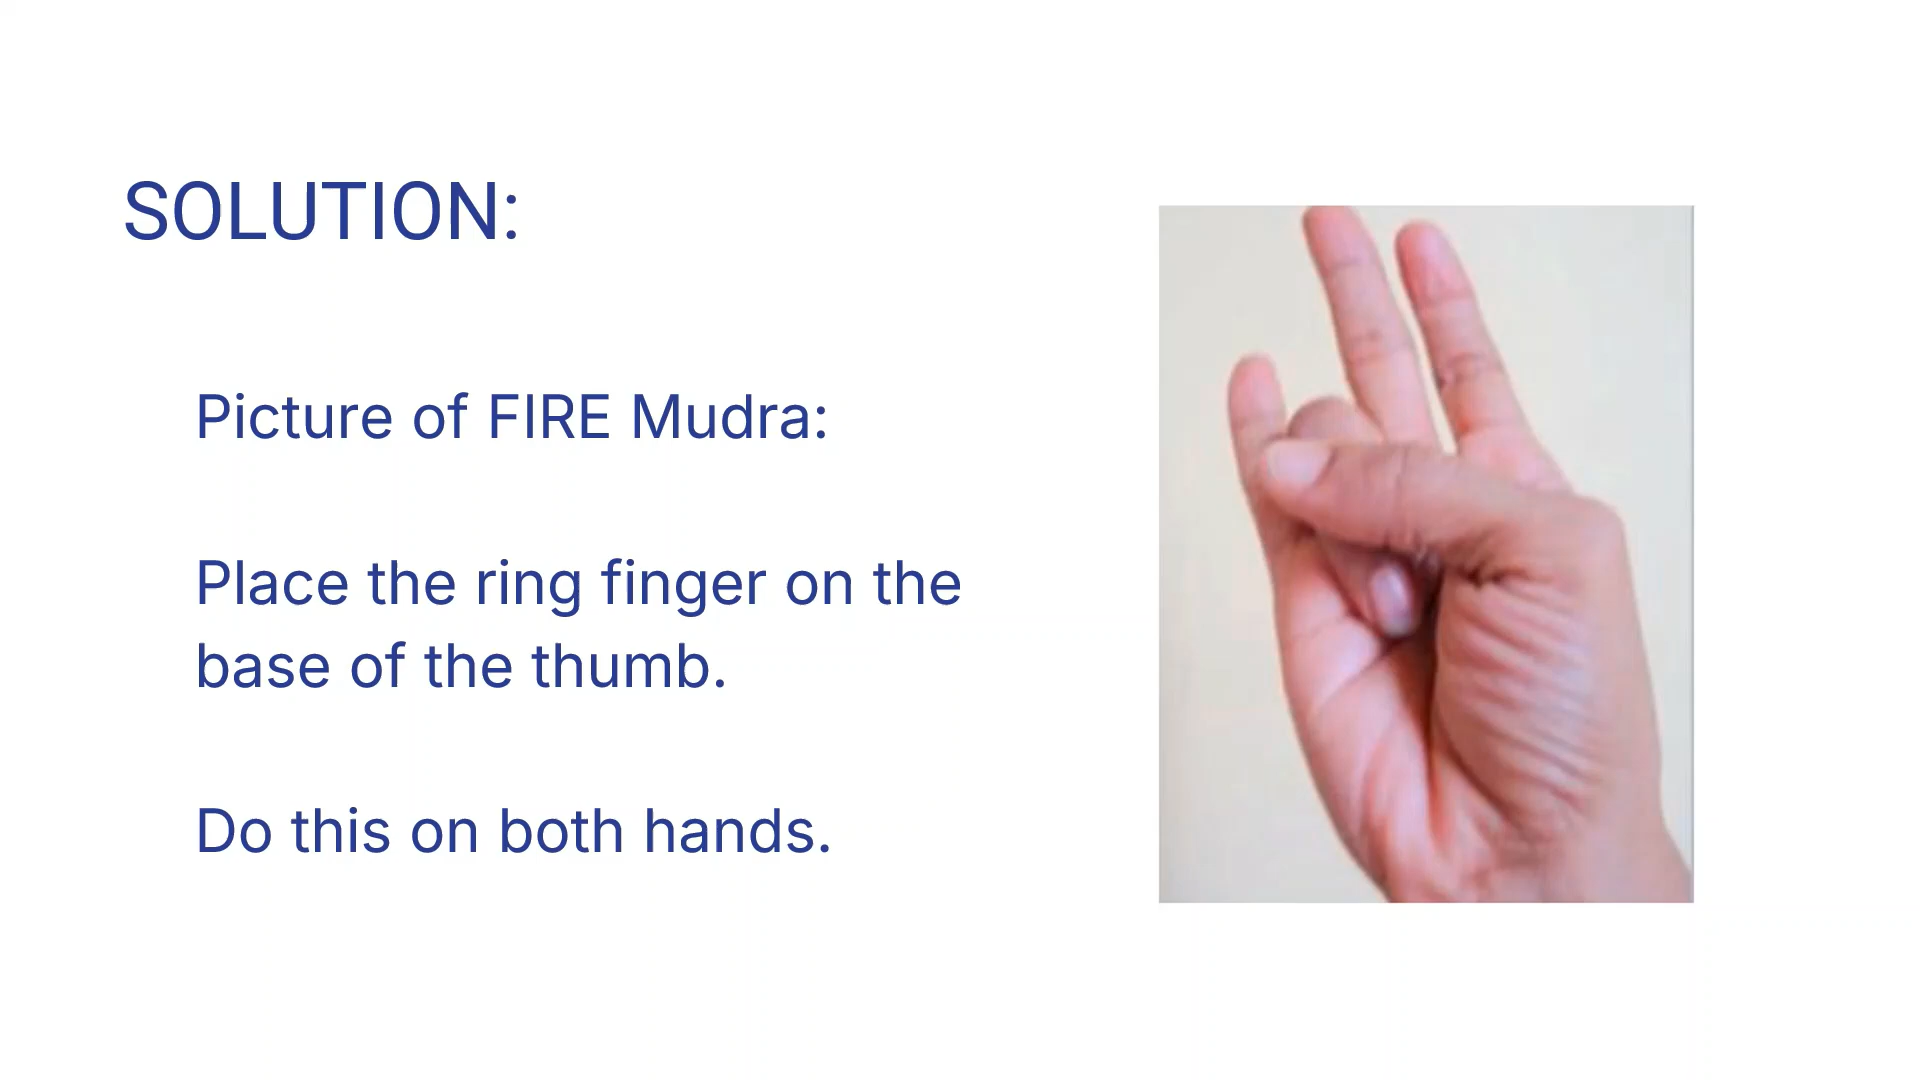 SOLUTION:
Picture of FIRE Mudra:
Place the ring finger on the
base of the thumb.
Do this on both hands.